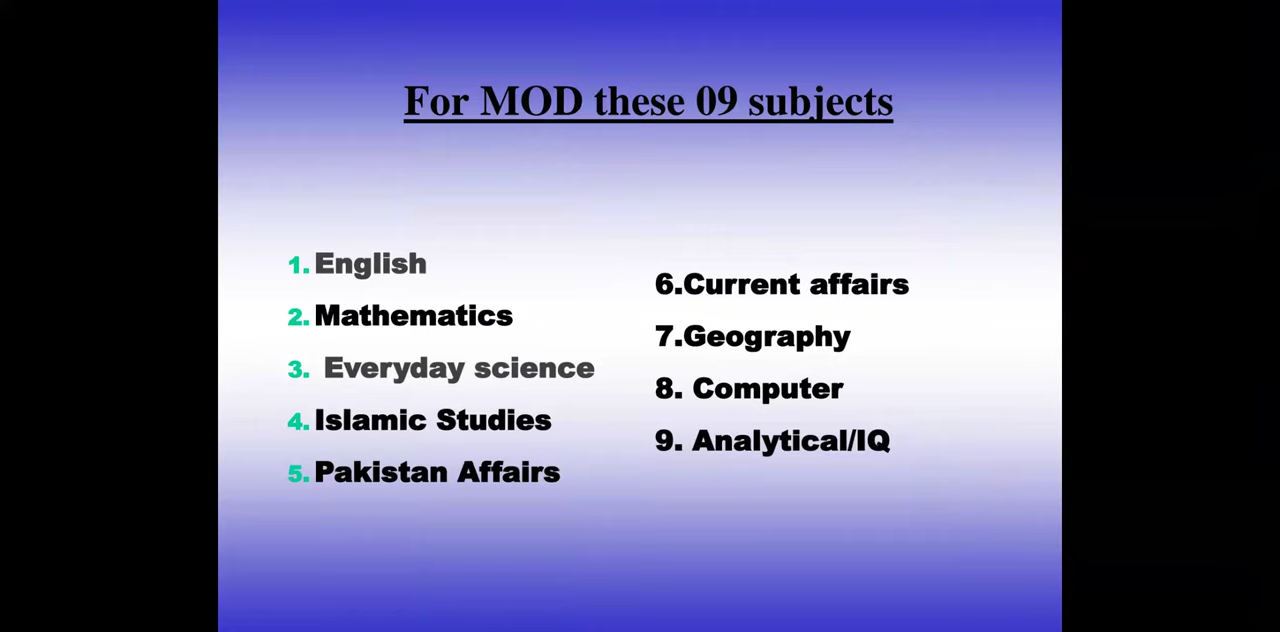 For MOD these 09 subjects
1. English
2. Mathematics
3. Everyday science
4. Islamic Studies
5. Pakistan Affairs
6.Current affairs
7.Geography
8. Computer
9. Analytical/IQ